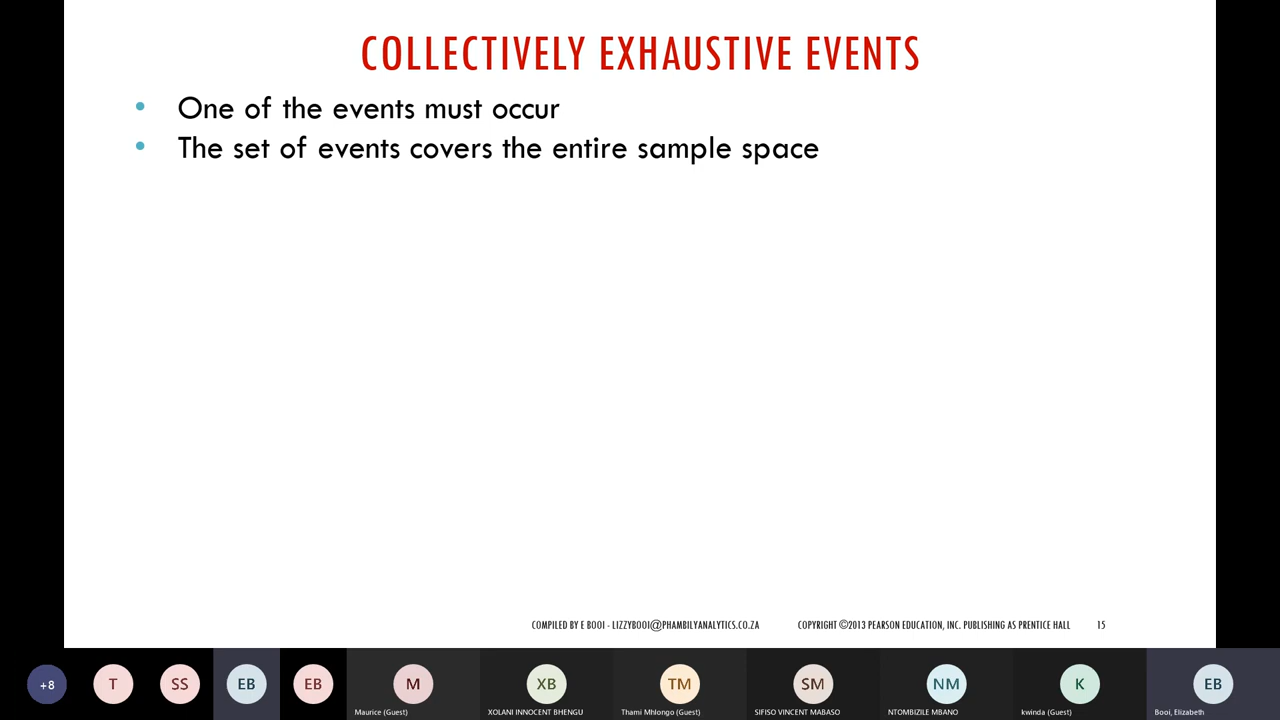 COLLECTIVELY EXHAUSTIVE EVENTS
• One of the events must occur
• The set of events covers the entire sample space
COMPILED BY E BOOI - LIZZYBOOI@PHAMBILYANALYTICS.CO.ZA COPYRIGHT ©2013 PEARSON EDUCATION, INC. PUBLISHING AS PRENTICE HALL 15
+8 T SS EB EB M XB TM SM NM K EB
Maurice (Guest) XOLANI INNOCENT BHENGU Thami Mhlongo (Guest) SIFISO VINCENT MABASO NTOMBIZILE MBANO kwinda (Guest) Booi, Elizabeth